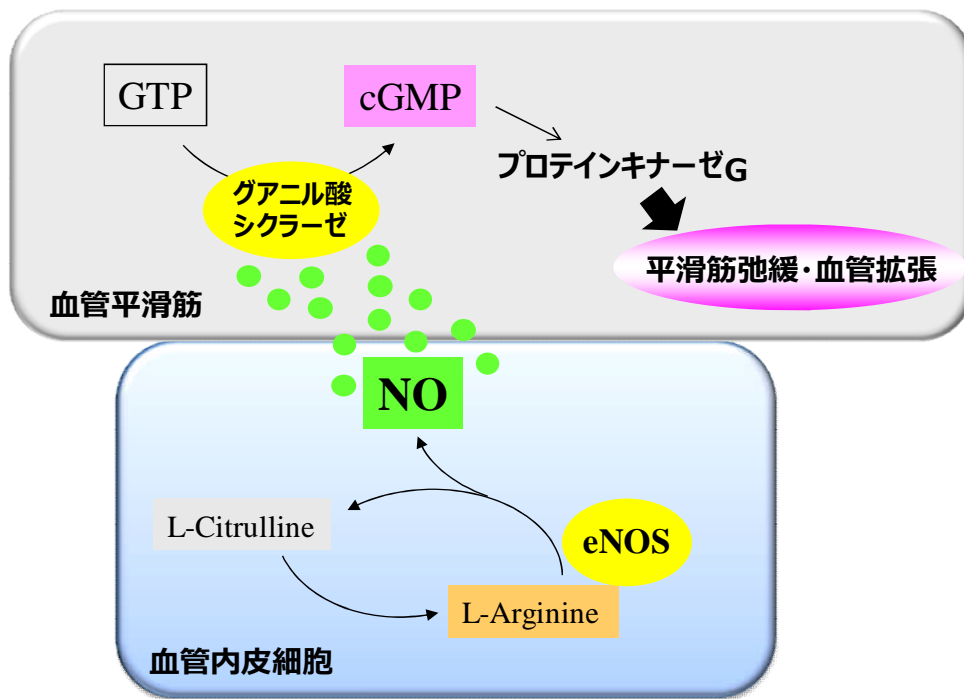 GTP
cGMP
プロテインキナーゼG
グアニル酸
シクラーゼ
平滑筋弛緩・血管拡張
血管平滑筋
NO
L-Citrulline
eNOS
L-Arginine
血管内皮細胞